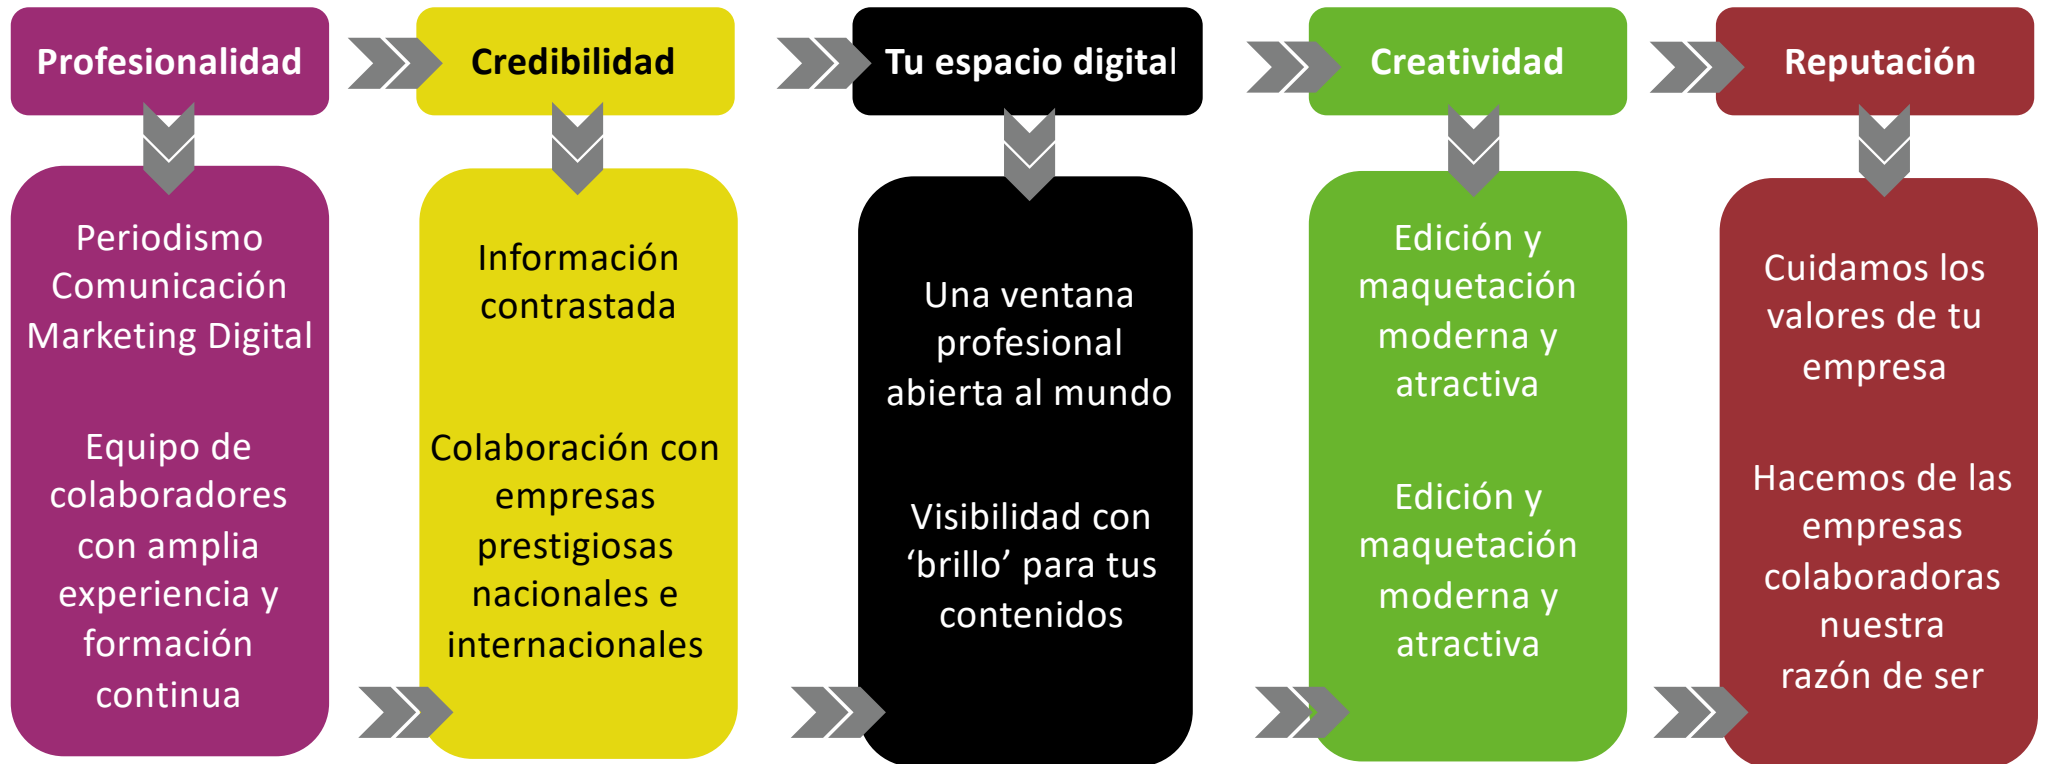 Profesionalidad
Credibilidad
Tu espacio digital
Creatividad
Reputación
Periodismo
Comunicación
Marketing Digital
Equipo de
colaboradores
con amplia
experiencia y
formación
continua
Información
contrastada
Colaboración con
empresas
prestigiosas
nacionales e
internacionales
Una ventana
profesional
abierta al mundo
Visibilidad con
‘brillo’ para tus
contenidos
Edición y
maquetación
moderna y
atractiva
Edición y
maquetación
moderna y
atractiva
Cuidamos los
valores de tu
empresa
Hacemos de las
empresas
colaboradoras
nuestra
razón de ser